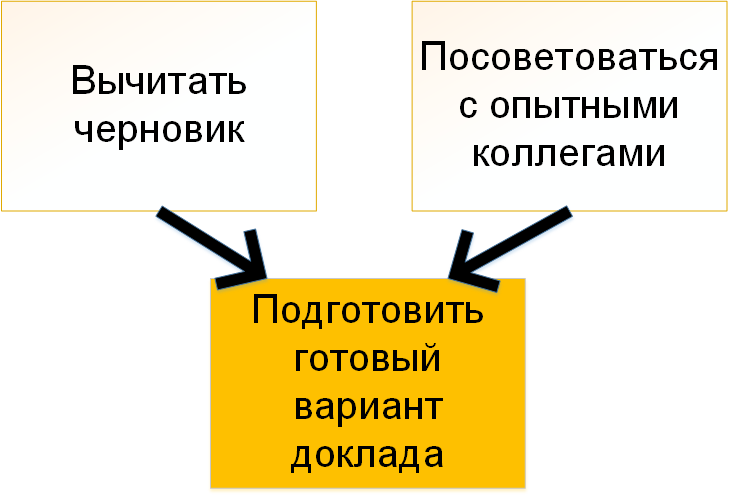 Вычитать
черновик
Посоветоваться
с опытными
коллегами
Подготовить
готовый
вариант
доклада